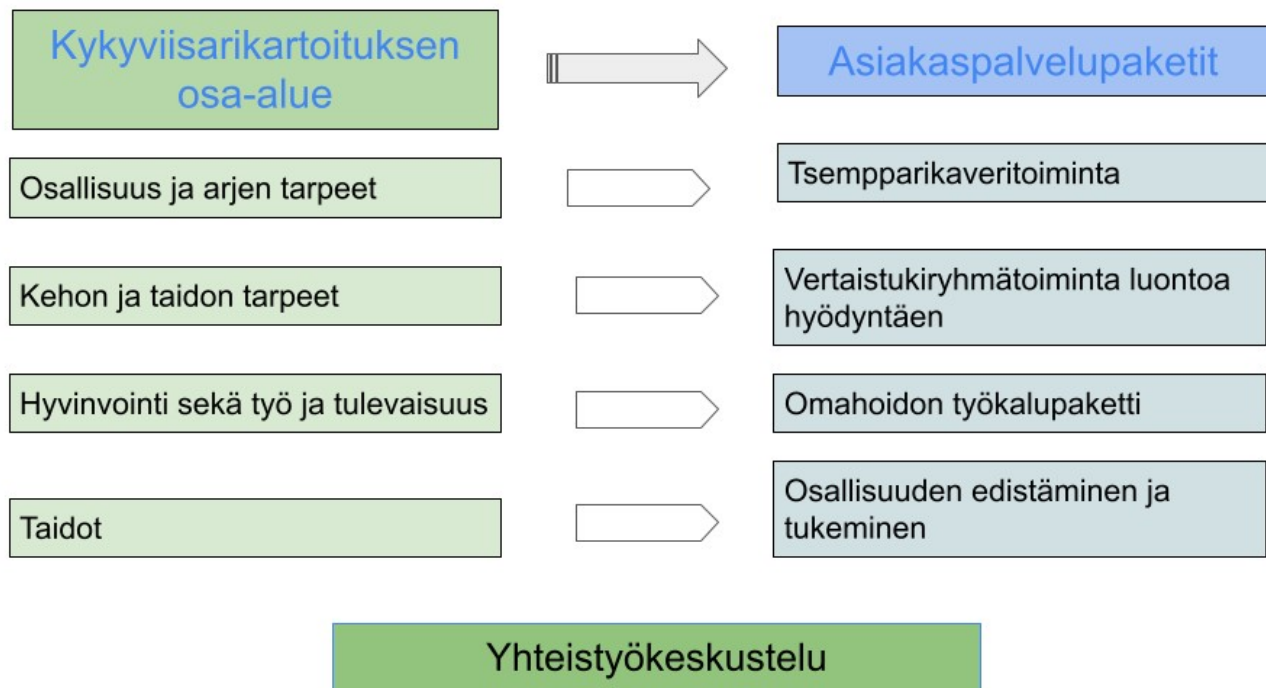 Kykyviisarikartoituksen
osa-alue
Asiakaspalvelupaketit
Osallisuus ja arjen tarpeet
Tsempparikaveritoiminta
Kehon ja taidon tarpeet
Vertaistukiryhmätoiminta luontoa
hyödyntäen
Hyvinvointi sekä työ ja tulevaisuus
Omahoidon työkalupaketti
Taidot
Osallisuuden edistäminen ja
tukeminen
Yhteistyökeskustelu